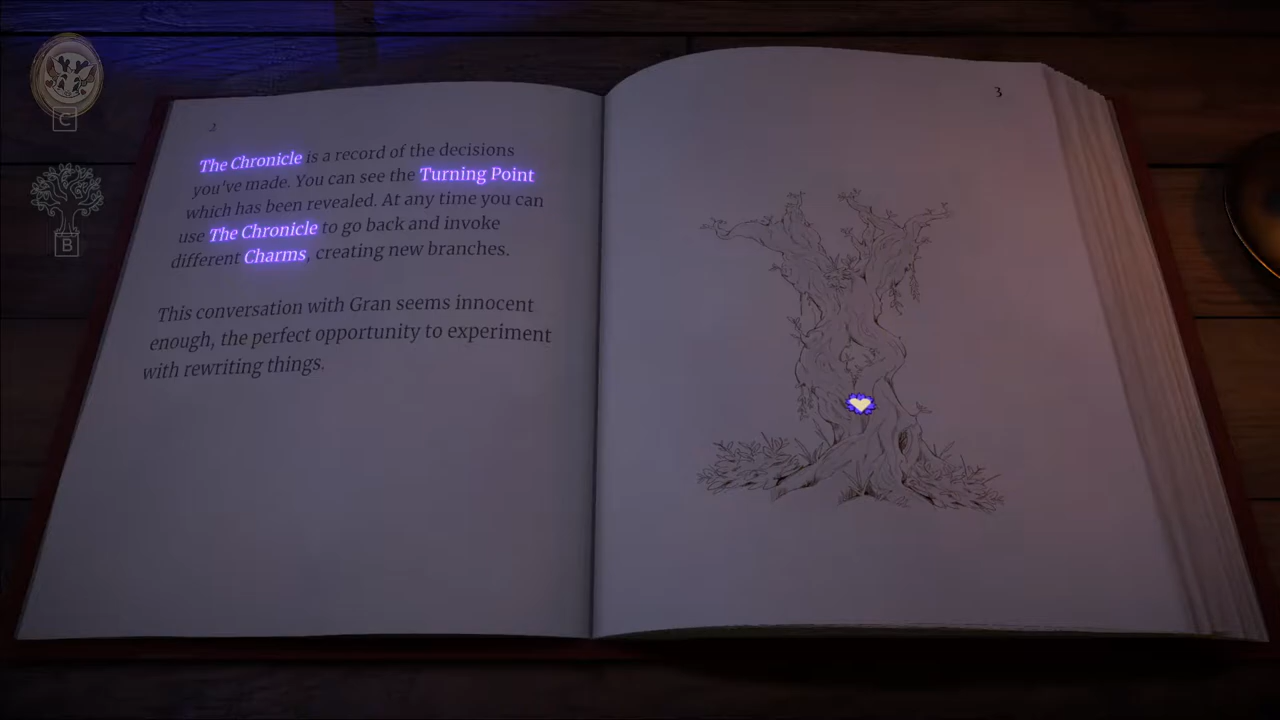 C
B
2
The Chronicle is a record of the decisions
you've made. You can see the Turning Point
which has been revealed. At any time you can
use The Chronicle to go back and invoke
different Charms, creating new branches.
This conversation with Gran seems innocent
enough, the perfect opportunity to experiment
with rewriting things.
3